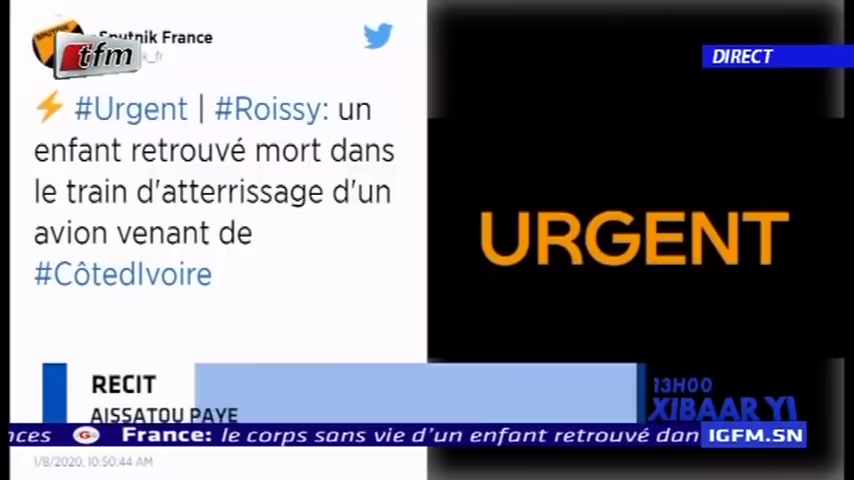 Sputnik France
tfm
k_fr
DIRECT
⚡ #Urgent | #Roissy: un
enfant retrouvé mort dans
le train d'atterrissage d'un
avion venant de
#CôtedIvoire
URGENT
RECIT
AISSATOU PAYE
13H00
XIBAAR YI
nces France: le corps sans vie d'un enfant retrouvé dan
IGFM.SN
1/8/2020, 10:50:44 AM